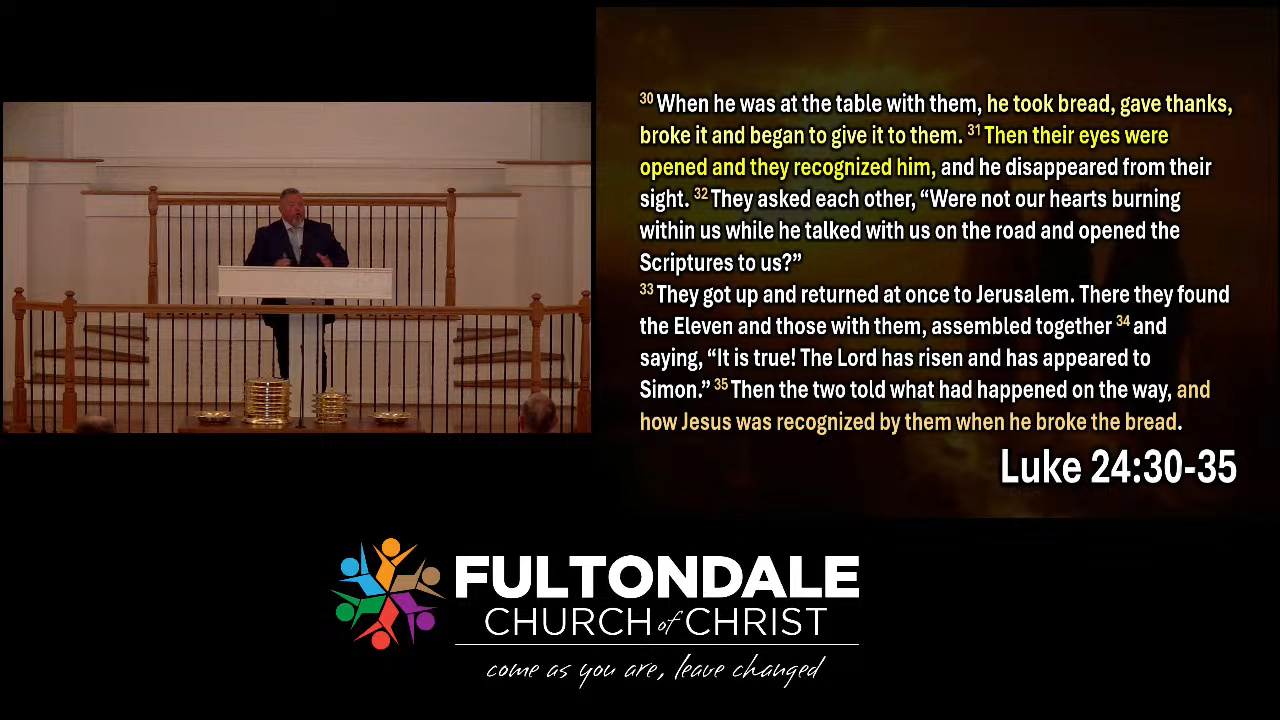 30 When he was at the table with them, he took bread, gave thanks,
broke it and began to give it to them. 31 Then their eyes were
opened and they recognized him, and he disappeared from their
sight. 32 They asked each other, “Were not our hearts burning
within us while he talked with us on the road and opened the
Scriptures to us?”
33 They got up and returned at once to Jerusalem. There they found
the Eleven and those with them, assembled together 34 and
saying, “It is true! The Lord has risen and has appeared to
Simon.” 35 Then the two told what had happened on the way, and
how Jesus was recognized by them when he broke the bread.
Luke 24:30-35
FULTONDALE
CHURCH of CHRIST
come as you are, leave changed